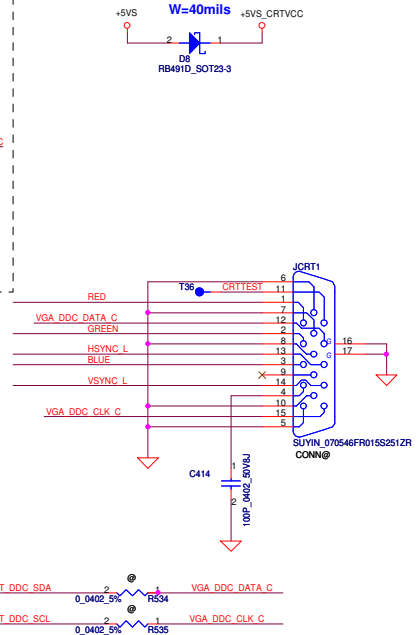 W=40mils
+5VS
+5VS_CRTVCC
2
1
D8
RB491D_SOT23-3
JCRT1
6
T36
CRTTEST
11
RED
1
7
VGA_DDC_DATA_C
12
GREEN
2
8
G
16
HSYNC_L
13
G
17
BLUE
3
9
VSYNC_L
14
4
10
VGA_DDC_CLK_C
15
5
SUYIN_070546FR015S251ZR
CONN@
C414
1
2
100P_0402_50V8J
@
T_DDC_SDA
2
1
VGA_DDC_DATA_C
0_0402_5%
R534
@
T_DDC_SCL
2
1
VGA_DDC_CLK_C
0_0402_5%
R535